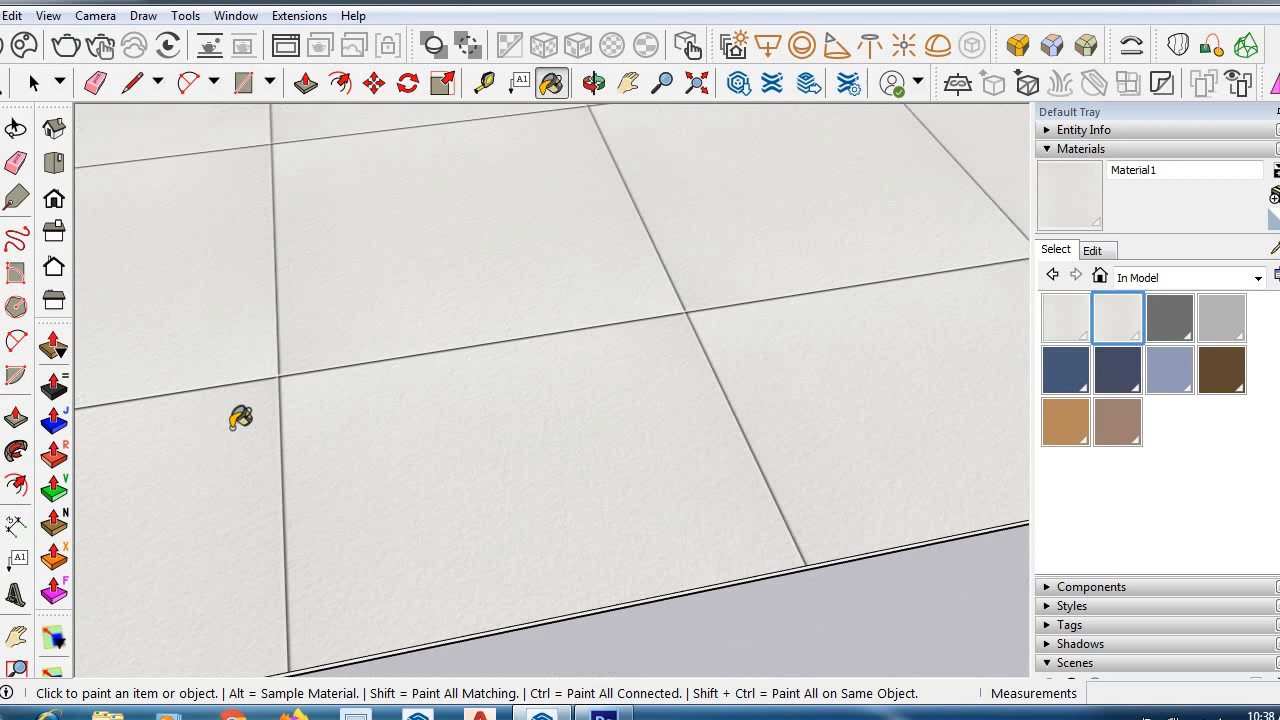 Edit View Camera Draw Tools Window Extensions Help
A1
Default Tray
Entity Info
Materials
Material1
Select Edit
In Model
=
J
R
V
N
X
F
A1
Components
Styles
Tags
Shadows
Scenes
Click to paint an item or object. | Alt = Sample Material. | Shift = Paint All Matching. | Ctrl = Paint All Connected. | Shift + Ctrl = Paint All on Same Object.
Measurements
10:38